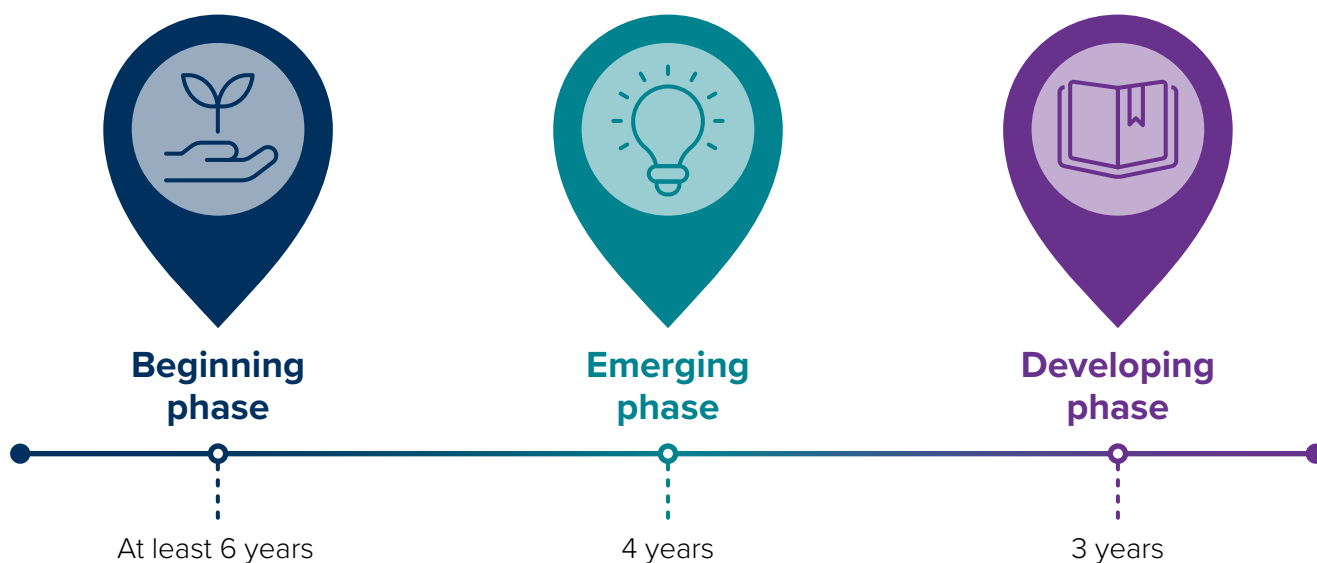 Beginning
phase
Emerging
phase
Developing
phase
At least 6 years
4 years
3 years